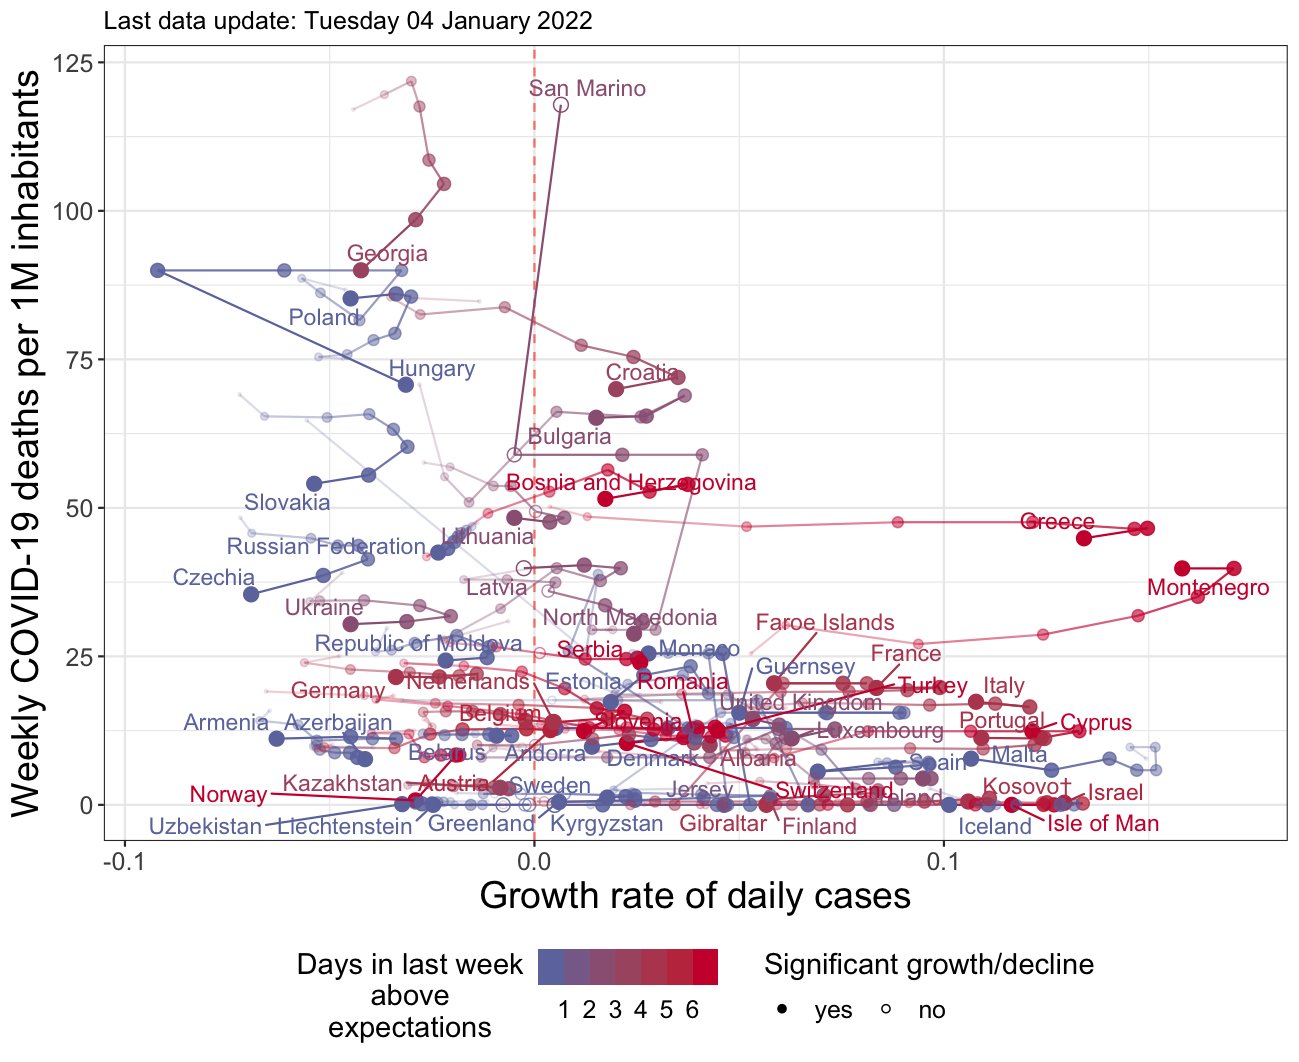 Last data update: Tuesday 04 January 2022
Weekly COVID-19 deaths per 1M inhabitants
125
100
75
50
25
0
San Marino
Georgia
Poland
Hungary
Croatia
Bulgaria
Bosnia and Herzegovina
Slovakia
Greece
Lithuania
Russian Federation
Czechia
Latvia
Montenegro
Ukraine
North Macedonia
Faroe Islands
Republic of Moldova
Serbia
Monaco
France
Guernsey
Netherlands
Estonia
Romania
Turkey
Italy
Germany
United Kingdom
Belgium
Slovenia
Portugal
Cyprus
Armenia
Azerbaijan
Luxembourg
Belarus
Andorra
Denmark
Albania
Spain
Malta
Kazakhstan
Austria
Sweden
Jersey
Switzerland
Ireland
Kosovo†
Israel
Norway
Uzbekistan
Liechtenstein
Greenland
Kyrgyzstan
Gibraltar
Finland
Iceland
Isle of Man
-0.1
0.0
0.1
Growth rate of daily cases
Days in last week
above
expectations
1 2 3 4 5 6
Significant growth/decline
yes
no